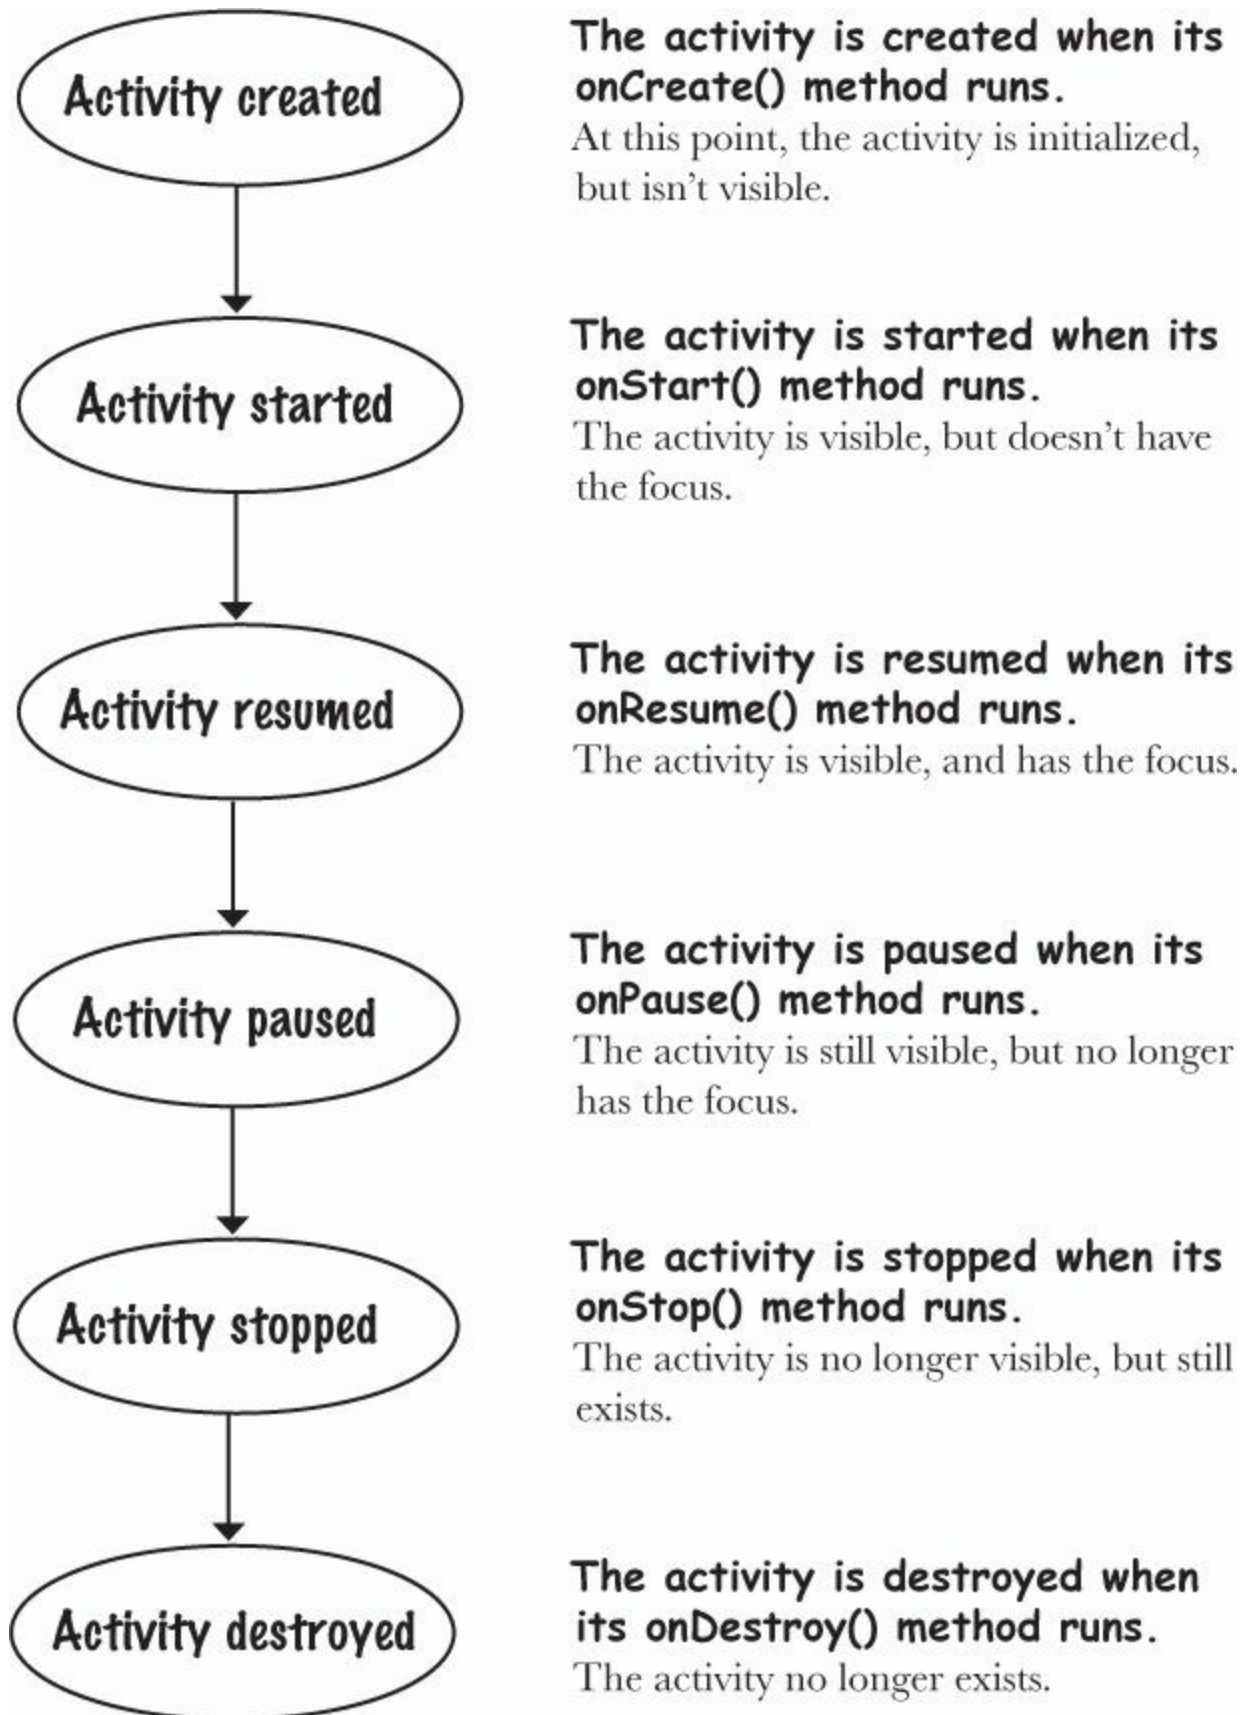 Activity created
The activity is created when its
onCreate() method runs.
At this point, the activity is initialized,
but isn't visible.
Activity started
The activity is started when its
onStart() method runs.
The activity is visible, but doesn't have
the focus.
Activity resumed
The activity is resumed when its
onResume() method runs.
The activity is visible, and has the focus.
Activity paused
The activity is paused when its
onPause() method runs.
The activity is still visible, but no longer
has the focus.
Activity stopped
The activity is stopped when its
onStop() method runs.
The activity is no longer visible, but still
exists.
Activity destroyed
The activity is destroyed when
its onDestroy() method runs.
The activity no longer exists.